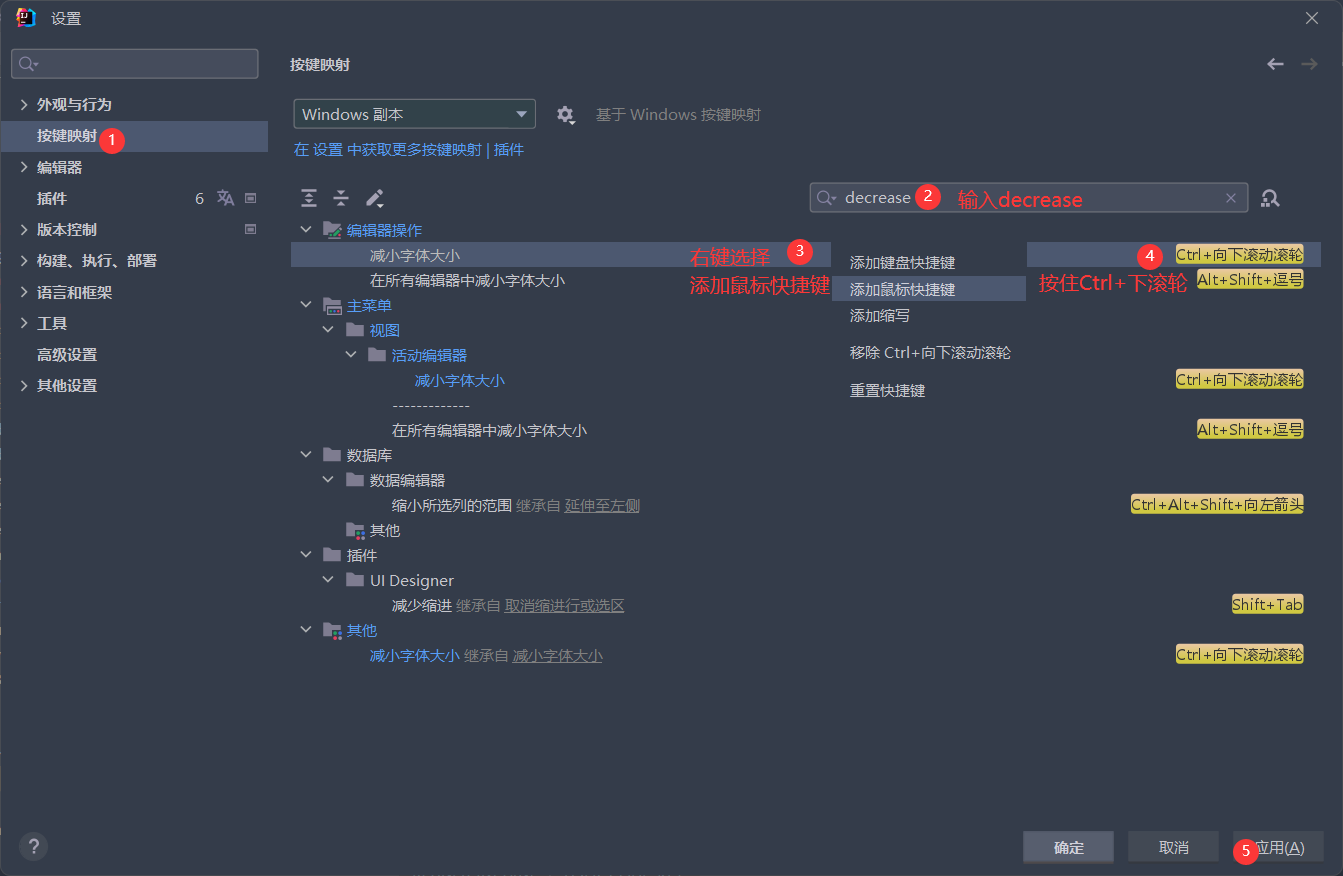 设置
按键映射
外观与行为
按键映射 1
编辑器
插件 6
版本控制
构建、执行、部署
语言和框架
工具
高级设置
其他设置
Windows 副本
基于 Windows 按键映射
在 设置 中获取更多按键映射 | 插件
decrease 2 输入decrease
编辑器操作
减小字体大小 右键选择 3 4 Ctrl+向下滚动滚轮
在所有编辑器中减小字体大小 添加鼠标快捷键 按住Ctrl+下滚轮 Alt+Shift+逗号
添加键盘快捷键
添加鼠标快捷键
添加缩写
移除 Ctrl+向下滚动滚轮
重置快捷键
主菜单
视图
活动编辑器
减小字体大小 Ctrl+向下滚动滚轮
-------------
在所有编辑器中减小字体大小 Alt+Shift+逗号
数据库
数据编辑器
缩小所选列的范围 继承自 延伸至左侧 Ctrl+Alt+Shift+向左箭头
其他
插件
UI Designer
减少缩进 继承自 取消缩进行或选区 Shift+Tab
其他
减小字体大小 继承自 减小字体大小 Ctrl+向下滚动滚轮
?
确定 取消 5 应用(A)